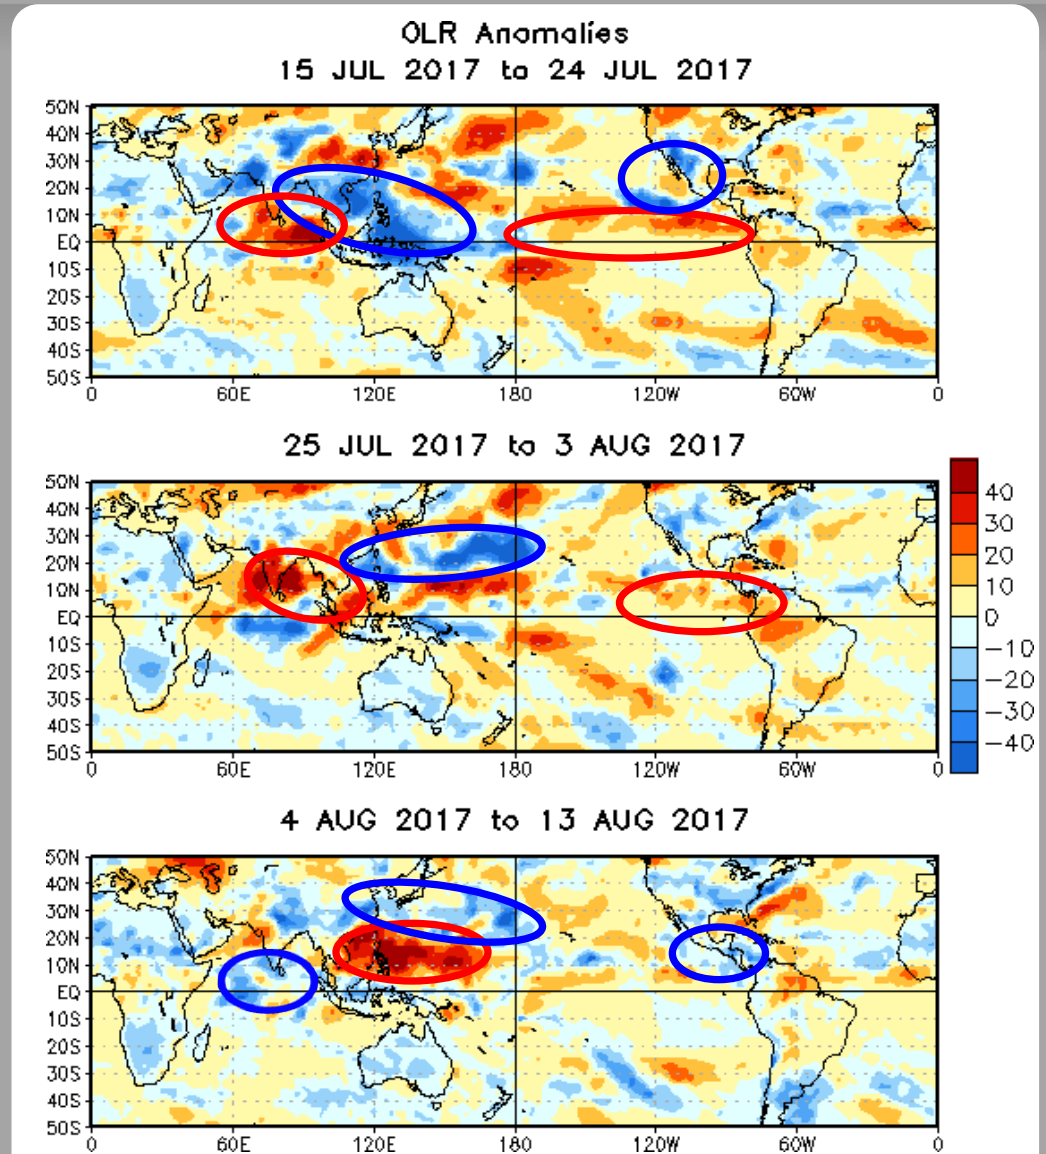 OLR Anomalies
15 JUL 2017 to 24 JUL 2017
50N
40N
30N
20N
10N
EQ
10S
20S
30S
40S
50S
0 60E 120E 180 120W 60W 0
25 JUL 2017 to 3 AUG 2017
50N
40N
30N
20N
10N
EQ
10S
20S
30S
40S
50S
0 60E 120E 180 120W 60W 0
40
30
20
10
0
−10
−20
−30
−40
4 AUG 2017 to 13 AUG 2017
50N
40N
30N
20N
10N
EQ
10S
20S
30S
40S
50S
0 60E 120E 180 120W 60W 0